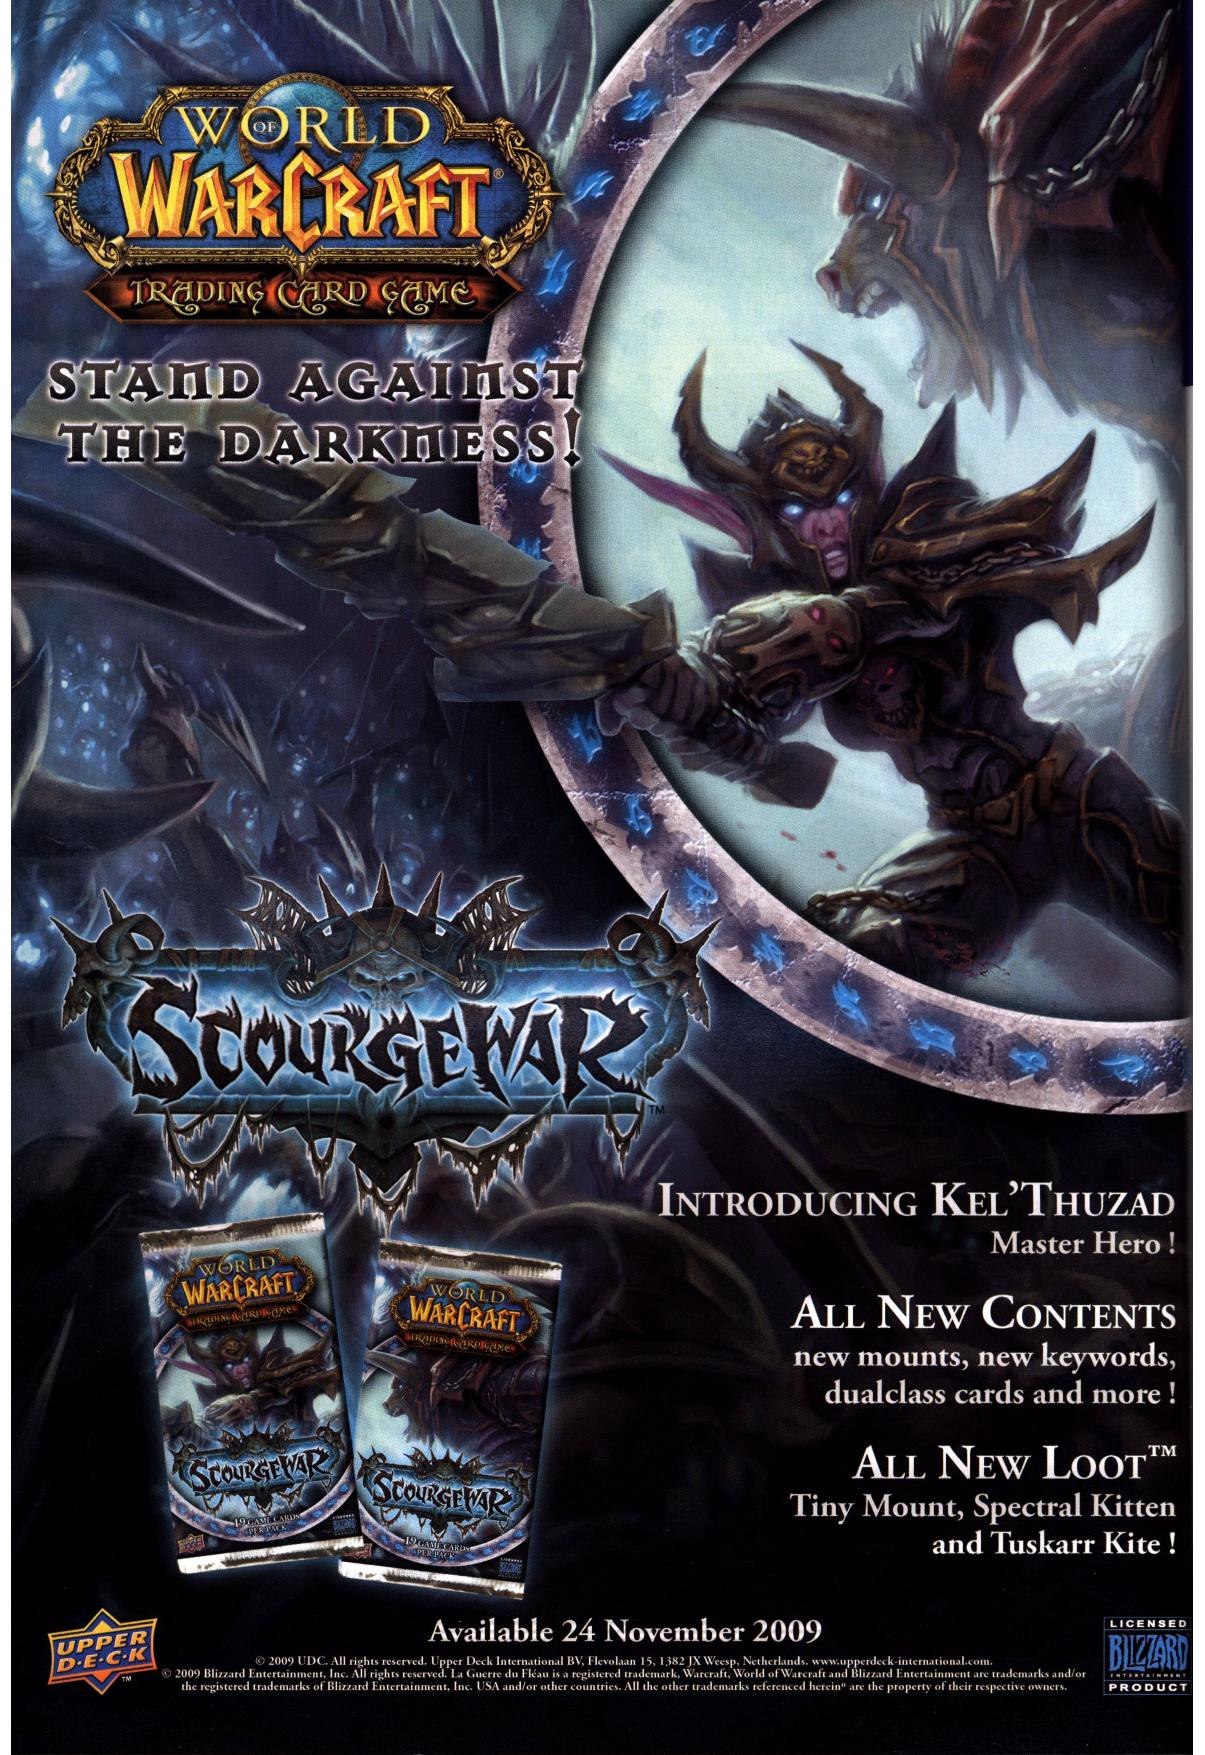 WORLD
OF
WARCRAFT®
TRADING CARD GAME
STAND AGAINST
THE DARKNESS!
SCOURGEWAR
™
INTRODUCING KEL'THUZAD
Master Hero !
ALL NEW CONTENTS
new mounts, new keywords,
dualclass cards and more !
ALL NEW LOOT™
Tiny Mount, Spectral Kitten
and Tuskarr Kite !
WORLD
WARCRAFT
TRADING CARD GAME
SCOURGEWAR
19 GAME CARDS
PER PACK
WORLD
WARCRAFT
TRADING CARD GAME
SCOURGEWAR
19 GAME CARDS
PER PACK
UPPER
D·E·C·K
™
Available 24 November 2009
© 2009 UDC. All rights reserved. Upper Deck International BV, Flevolaan 15, 1382 JX Weesp, Netherlands. www.upperdeck-international.com.
© 2009 Blizzard Entertainment, Inc. All rights reserved. La Guerre du Fléau is a registered trademark, Warcraft, World of Warcraft and Blizzard Entertainment are trademarks and/or
the registered trademarks of Blizzard Entertainment, Inc. USA and/or other countries. All the other trademarks referenced herein° are the property of their respective owners.
LICENSED
BLIZZARD
ENTERTAINMENT
PRODUCT